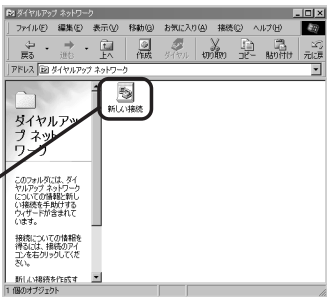 ダイヤルアップ ネットワーク
ファイル(F) 編集(E) 表示(V) 移動(G) お気に入り(A) 接続(C) ヘルプ(H)
戻る 進む 上へ 作成 ダイヤル 切り取り コピー 貼り付け 元に戻
アドレス ダイヤルアップ ネットワーク
新しい接続
ダイヤルアッ
プ ネット
ワーク
このフォルダには、ダイ
ヤルアップ ネットワーク
についての情報と新し
い接続を手助けする
ウィザードが含まれて
います。
接続についての情報を
得るには、接続のアイ
コンを右クリックしてくだ
さい。
新しい接続を作成す
1 個のオブジェクト